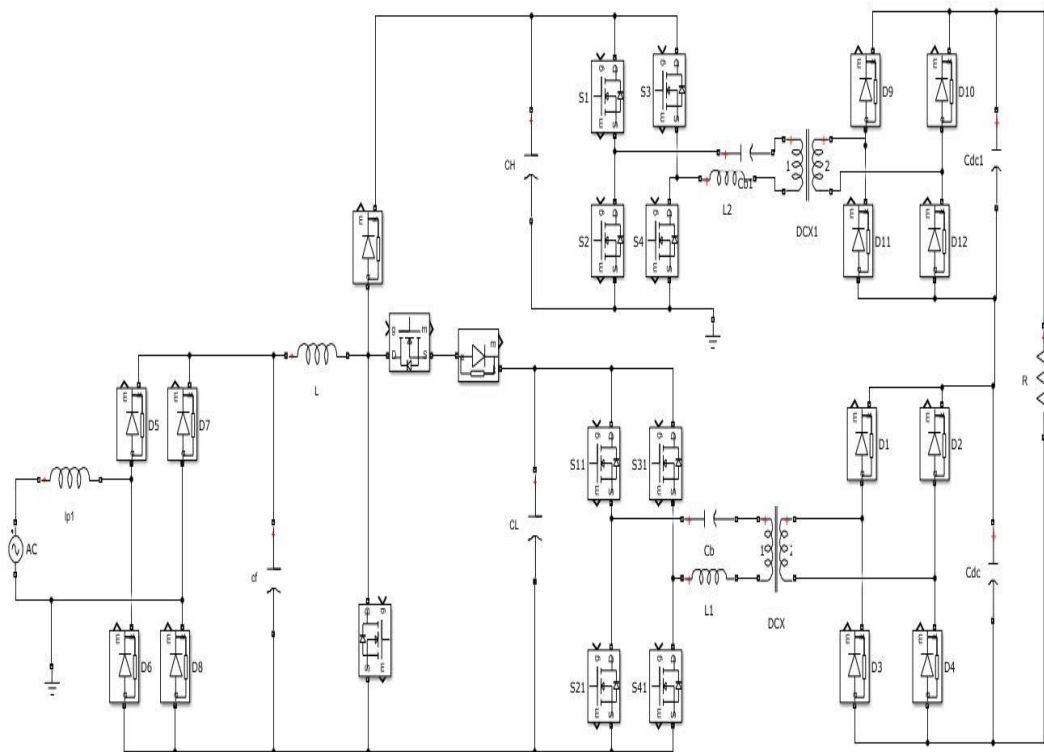 S1
S3
D9
D10
CH
1
2
Cb1
Cdc1
L2
S2
S4
DCX1
D11
D12
L
R
D5
D7
D1
D2
S11
S31
lp1
CL
AC
cf
Cb
1
Cdc
L1
DCX
D6
D8
S21
S41
D3
D4